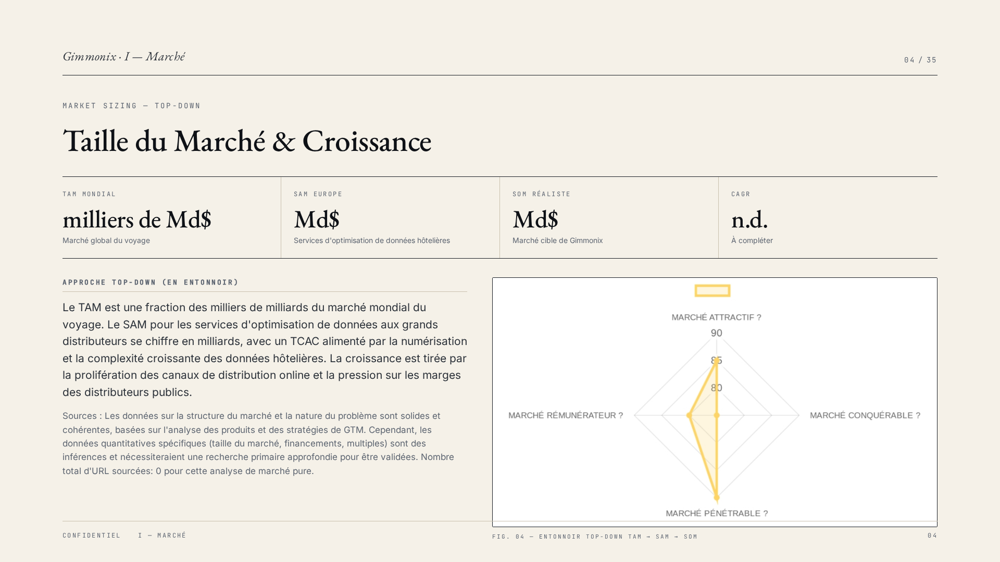 Gimmonix · I — Marché
04 / 35
MARKET SIZING — TOP-DOWN
Taille du Marché & Croissance
TAM MONDIAL
milliers de Md$
Marché global du voyage
SAM EUROPE
Md$
Services d'optimisation de données hôtelières
SOM RÉALISTE
Md$
Marché cible de Gimmonix
CAGR
n.d.
À compléter
APPROCHE TOP-DOWN (EN ENTONNOIR)
Le TAM est une fraction des milliers de milliards du marché mondial du
voyage. Le SAM pour les services d'optimisation de données aux grands
distributeurs se chiffre en milliards, avec un TCAC alimenté par la numérisation
et la complexité croissante des données hôtelières. La croissance est tirée par
la prolifération des canaux de distribution online et la pression sur les marges
des distributeurs publics.
Sources : Les données sur la structure du marché et la nature du problème sont solides et
cohérentes, basées sur l'analyse des produits et des stratégies de GTM. Cependant, les
données quantitatives spécifiques (taille du marché, financements, multiples) sont des
inférences et nécessiteraient une recherche primaire approfondie pour être validées. Nombre
total d'URL sourcées: 0 pour cette analyse de marché pure.
MARCHÉ ATTRACTIF ?
90
85
80
MARCHÉ RÉMUNÉRATEUR ?
MARCHÉ CONQUÉRABLE ?
MARCHÉ PÉNÉTRABLE ?
FIG. 04 — ENTONNOIR TOP-DOWN TAM → SAM → SOM
CONFIDENTIEL I — MARCHÉ
04